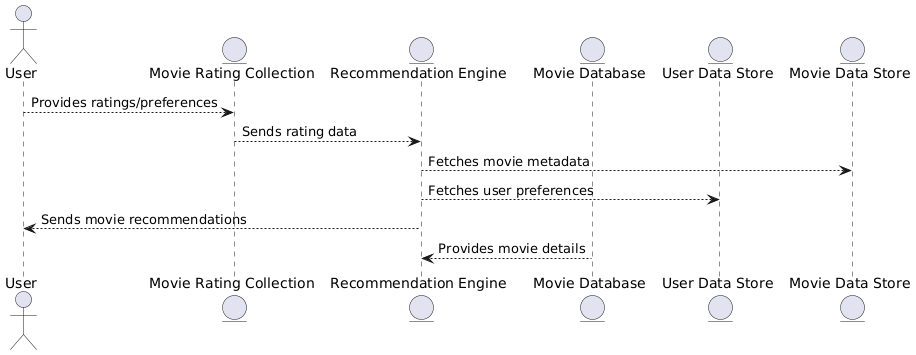 User
Movie Rating Collection
Recommendation Engine
Movie Database
User Data Store
Movie Data Store
Provides ratings/preferences
Sends rating data
Fetches movie metadata
Fetches user preferences
Sends movie recommendations
Provides movie details
User
Movie Rating Collection
Recommendation Engine
Movie Database
User Data Store
Movie Data Store